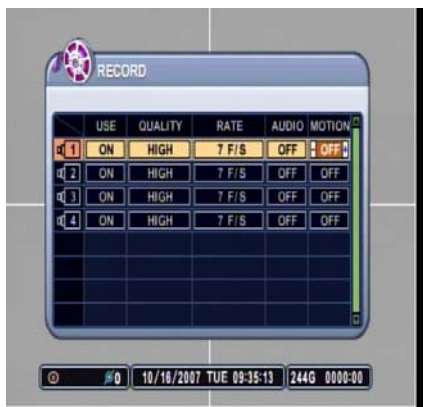 RECORD
USE QUALITY RATE AUDIO MOTION
1 ON HIGH 7 F/S OFF - OFF +
2 ON HIGH 7 F/S OFF OFF
3 ON HIGH 7 F/S OFF OFF
4 ON HIGH 7 F/S OFF OFF
0 10/16/2007 TUE 09:35:13 244G 0000:00